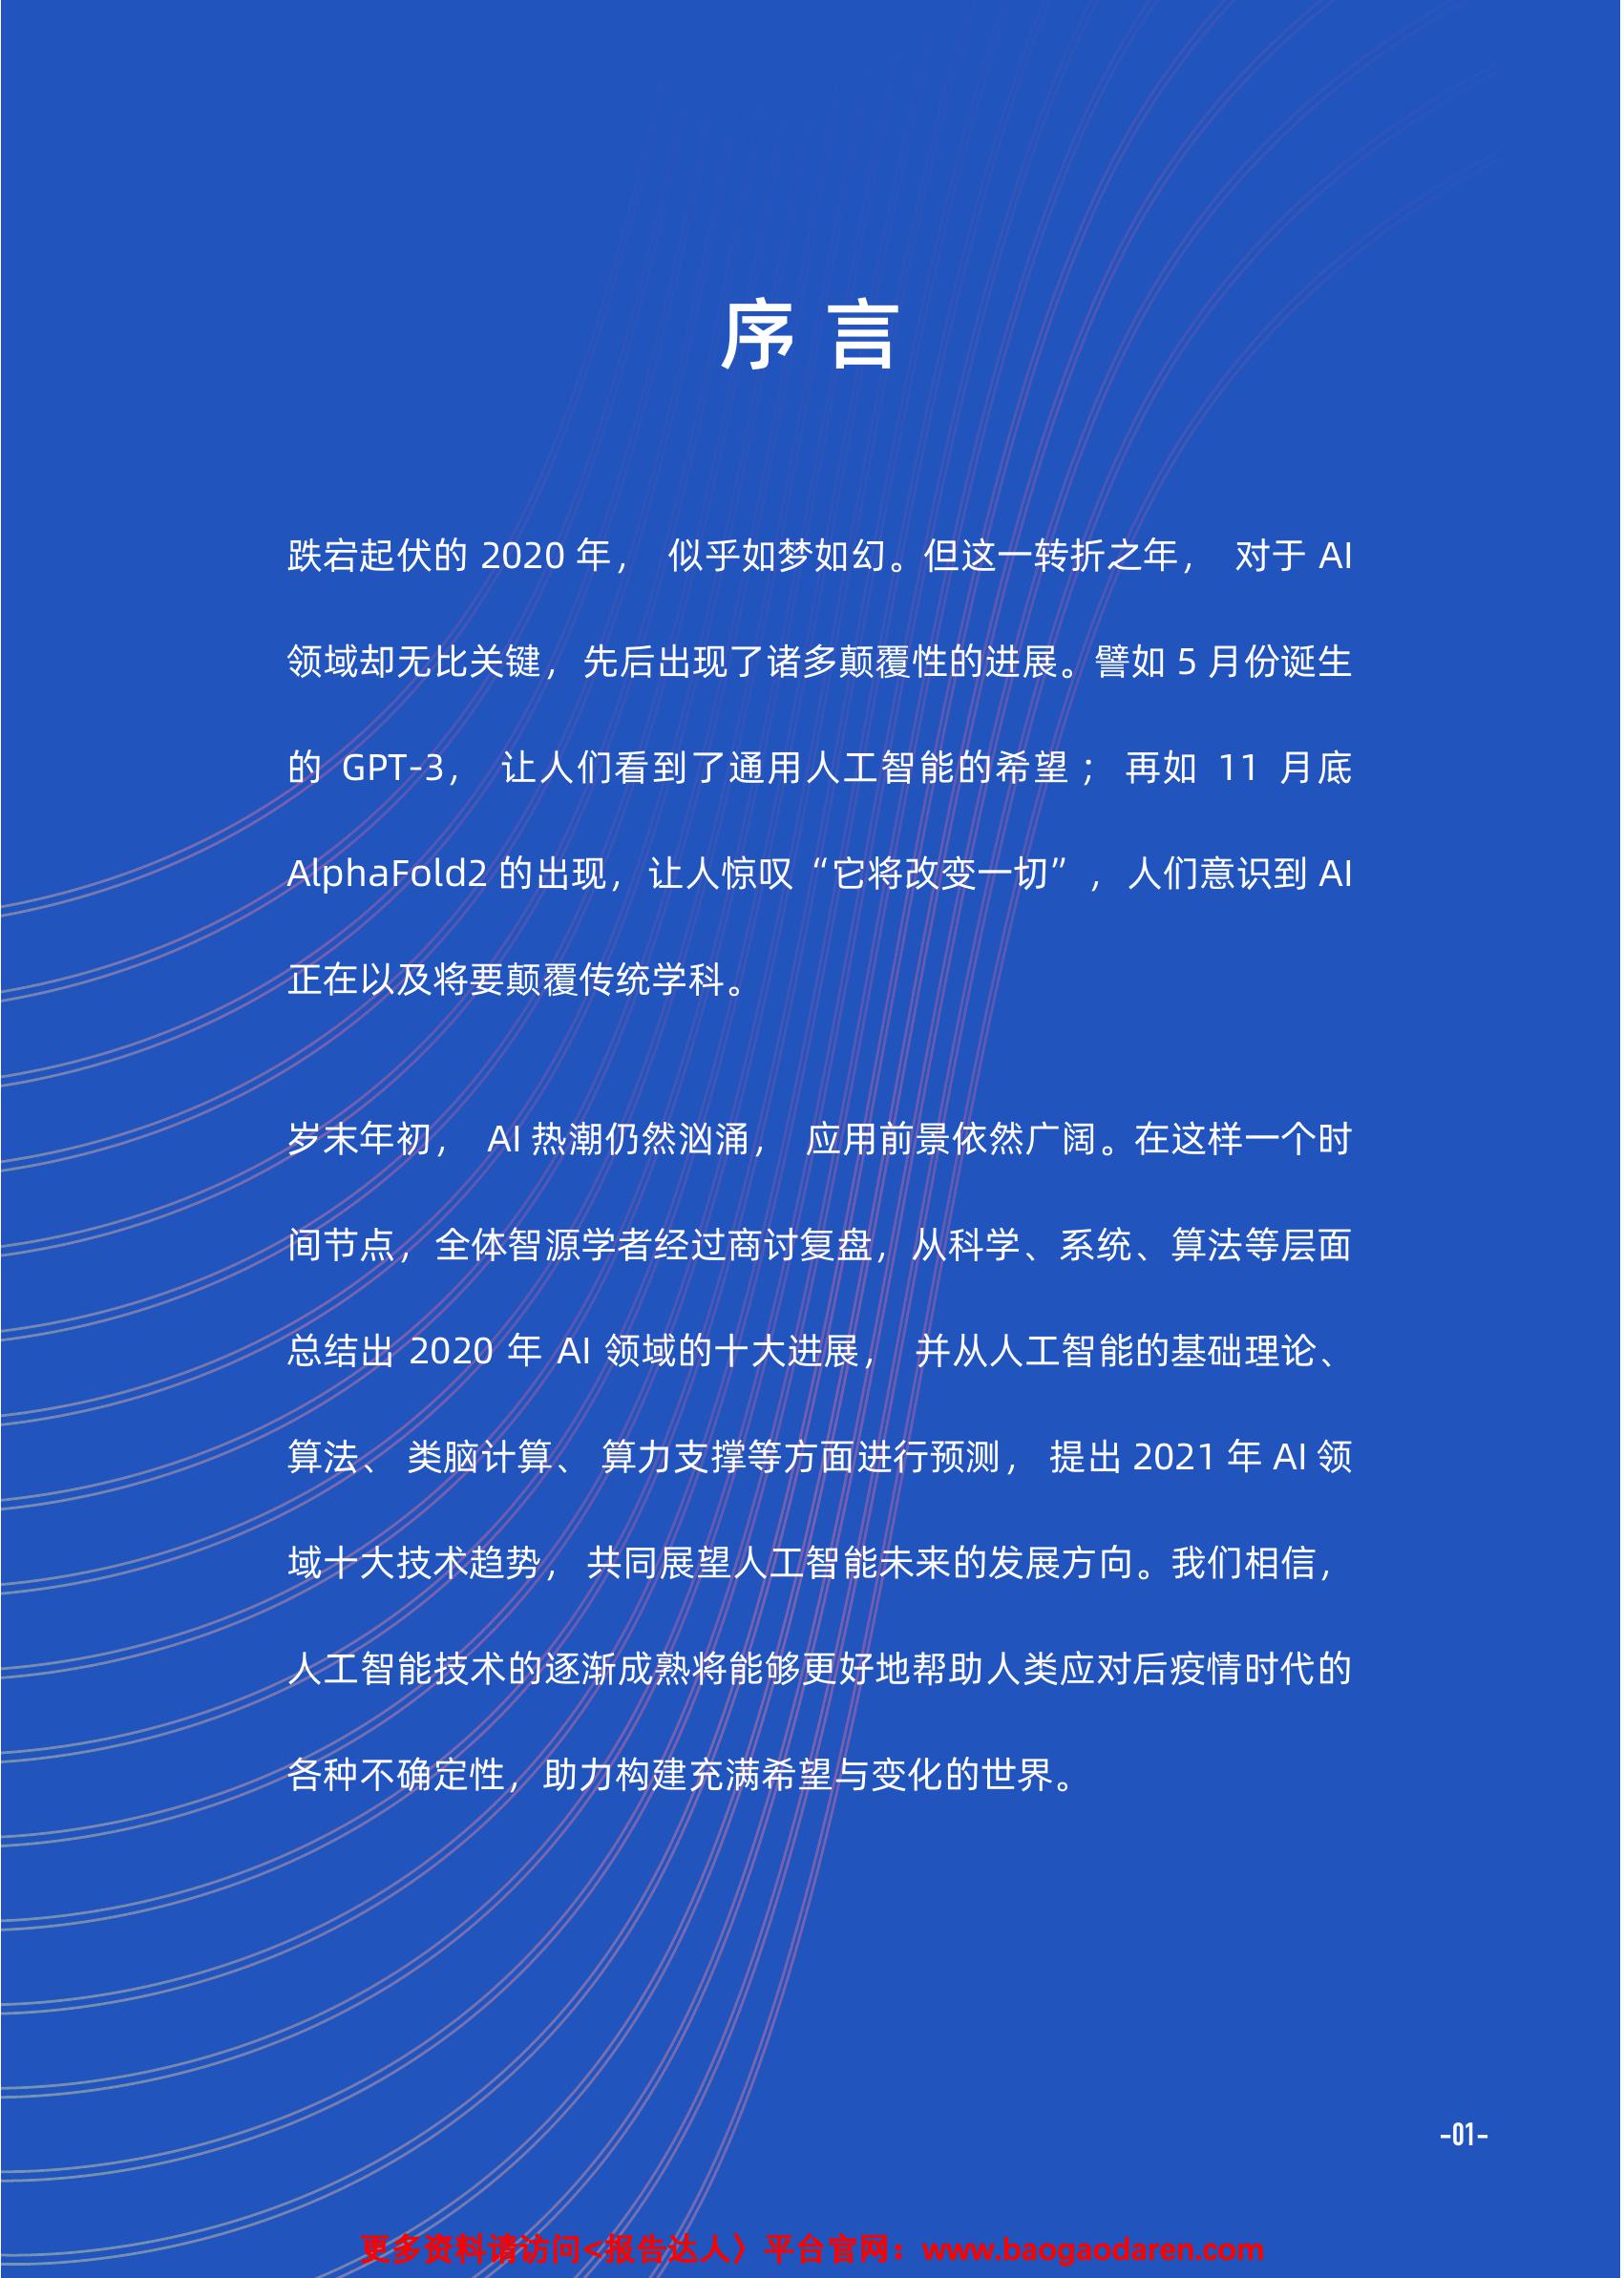 序言
跌宕起伏的 2020 年， 似乎如梦如幻。但这一转折之年， 对于 AI
领域却无比关键，先后出现了诸多颠覆性的进展。譬如 5 月份诞生
的 GPT-3， 让人们看到了通用人工智能的希望； 再如 11 月底
AlphaFold2 的出现，让人惊叹“它将改变一切”，人们意识到 AI
正在以及将要颠覆传统学科。
岁末年初， AI 热潮仍然汹涌， 应用前景依然广阔。在这样一个时
间节点，全体智源学者经过商讨复盘，从科学、系统、算法等层面
总结出 2020 年 AI 领域的十大进展， 并从人工智能的基础理论、
算法、 类脑计算、 算力支撑等方面进行预测， 提出 2021 年 AI 领
域十大技术趋势， 共同展望人工智能未来的发展方向。我们相信，
人工智能技术的逐渐成熟将能够更好地帮助人类应对后疫情时代的
各种不确定性，助力构建充满希望与变化的世界。
-01-
更多资料请访问<报告达人〉平台官网：www.baogaodaren.com